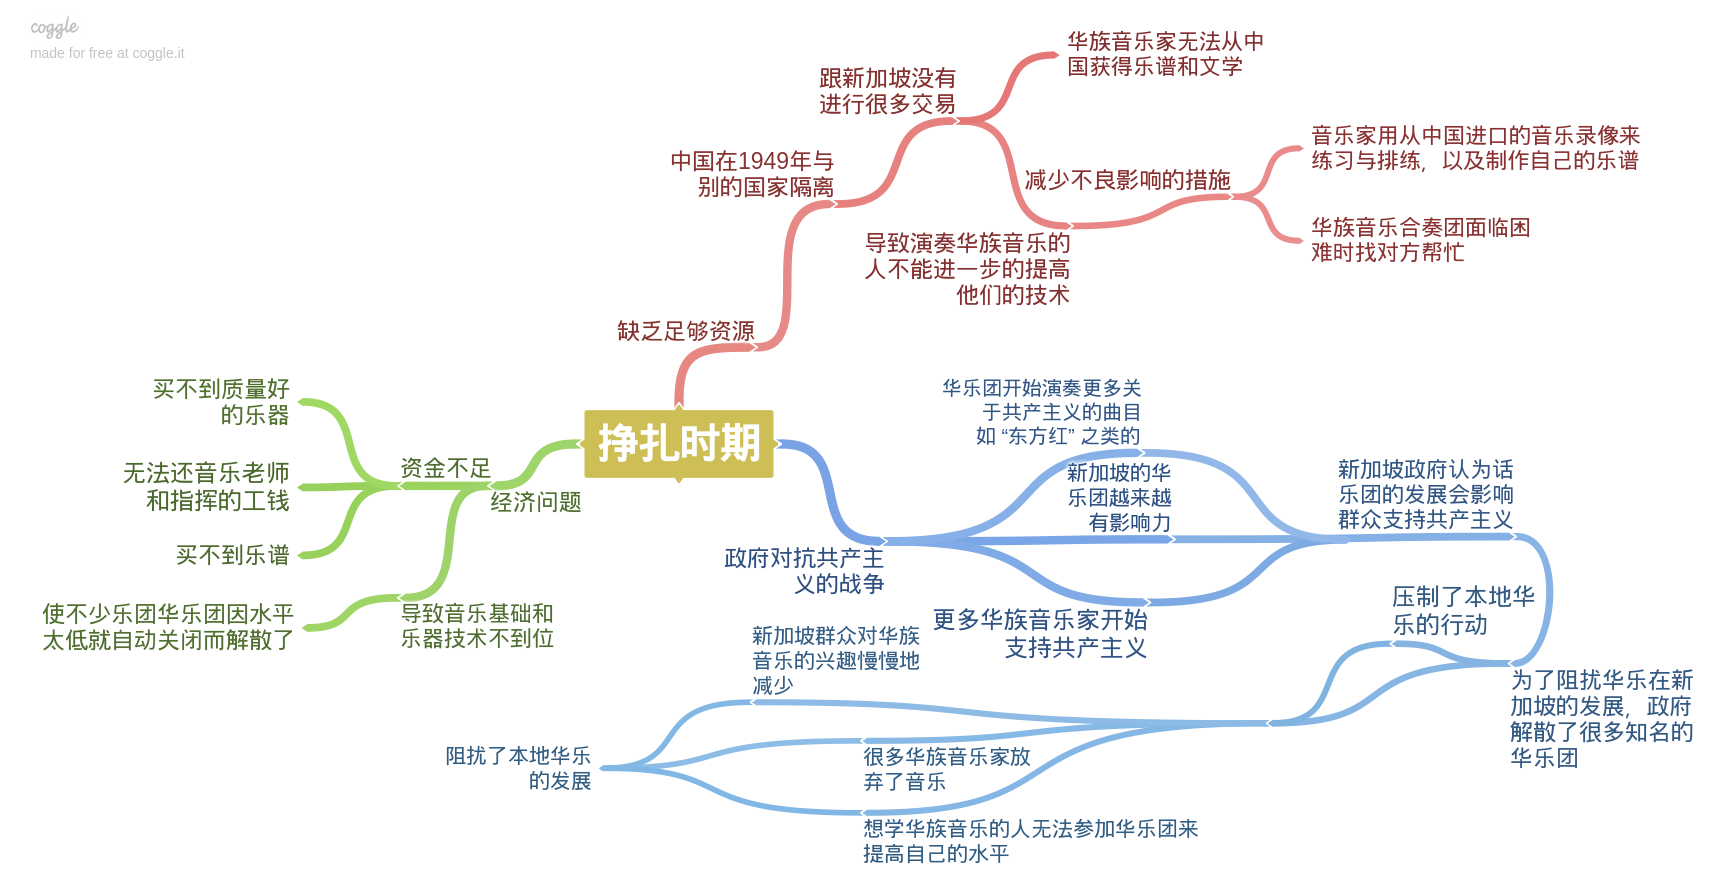 coggle
made for free at coggle.it
挣扎时期
缺乏足够资源
中国在1949年与
别的国家隔离
跟新加坡没有
进行很多交易
华族音乐家无法从中
国获得乐谱和文学
导致演奏华族音乐的
人不能进一步的提高
他们的技术
减少不良影响的措施
音乐家用从中国进口的音乐录像来
练习与排练，以及制作自己的乐谱
华族音乐合奏团面临困
难时找对方帮忙
政府对抗共产主
义的战争
华乐团开始演奏更多关
于共产主义的曲目
如 “东方红” 之类的
新加坡的华
乐团越来越
有影响力
更多华族音乐家开始
支持共产主义
新加坡政府认为话
乐团的发展会影响
群众支持共产主义
为了阻扰华乐在新
加坡的发展，政府
解散了很多知名的
华乐团
压制了本地华
乐的行动
新加坡群众对华族
音乐的兴趣慢慢地
减少
很多华族音乐家放
弃了音乐
想学华族音乐的人无法参加华乐团来
提高自己的水平
阻扰了本地华乐
的发展
经济问题
资金不足
买不到质量好
的乐器
无法还音乐老师
和指挥的工钱
买不到乐谱
导致音乐基础和
乐器技术不到位
使不少乐团华乐团因水平
太低就自动关闭而解散了